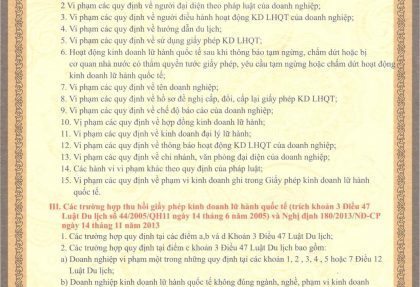 2 Vi phạm các quy định về người đại diện theo pháp luật của doanh nghiệp;
3. Vi phạm các quy định về người điều hành hoạt động KD LHQT của doanh nghiệp;
4. Vi phạm các quy định về hướng dẫn du lịch;
5. Vi phạm các quy định về sử dụng giấy phép KD LHQT;
6. Hoạt động kinh doanh lữ hành quốc tế sau khi thông báo tạm ngừng, chấm dứt hoặc bị
cơ quan nhà nước có thẩm quyền tước giấy phép, yêu cầu tạm ngừng hoặc chấm dứt hoạt động
kinh doanh lữ hành quốc tế;
7. Vi phạm các quy định về tên doanh nghiệp;
8. Vi phạm các quy định về hồ sơ đề nghị cấp, đổi, cấp lại giấy phép KD LHQT;
9. Vi phạm các quy định về chế độ báo cáo của doanh nghiệp;
10. Vi phạm các quy định về hợp đồng kinh doanh lữ hành;
11. Vi phạm các quy định về kinh doanh đại lý lữ hành;
12. Vi phạm các quy định về thông báo hoạt động KD LHQT của doanh nghiệp;
13. Vi phạm các quy định về chi nhánh, văn phòng đại diện của doanh nghiệp;
14. Các hành vi vi phạm khác theo quy định của pháp luật;
15. Vi phạm các quy định về phạm vi kinh doanh ghi trong Giấy phép kinh doanh lữ hành
quốc tế.
III. Các trường hợp thu hồi giấy phép kinh doanh lữ hành quốc tế (trích khoản 3 Điều 47
Luật Du lịch số 44/2005/QH11 ngày 14 tháng 6 năm 2005) và Nghị định 180/2013/NĐ-CP
ngày 14 tháng 11 năm 2013
1. Các trường hợp quy định tại các điểm a,b và d Khoản 3 Điều 47 Luật Du lịch;
2. Các trường hợp quy định tại điểm c khoản 3 Điều 47 Luật Du lịch bao gồm:
a) Doanh nghiệp vi phạm một trong những quy định tại các khoản 1, 2, 3, 4, 5 hoặc 7 Điều 12
Luật Du lịch;
b) Doanh nghiệp kinh doanh lữ hành quốc tế không đúng ngành, nghề, phạm vi kinh doanh